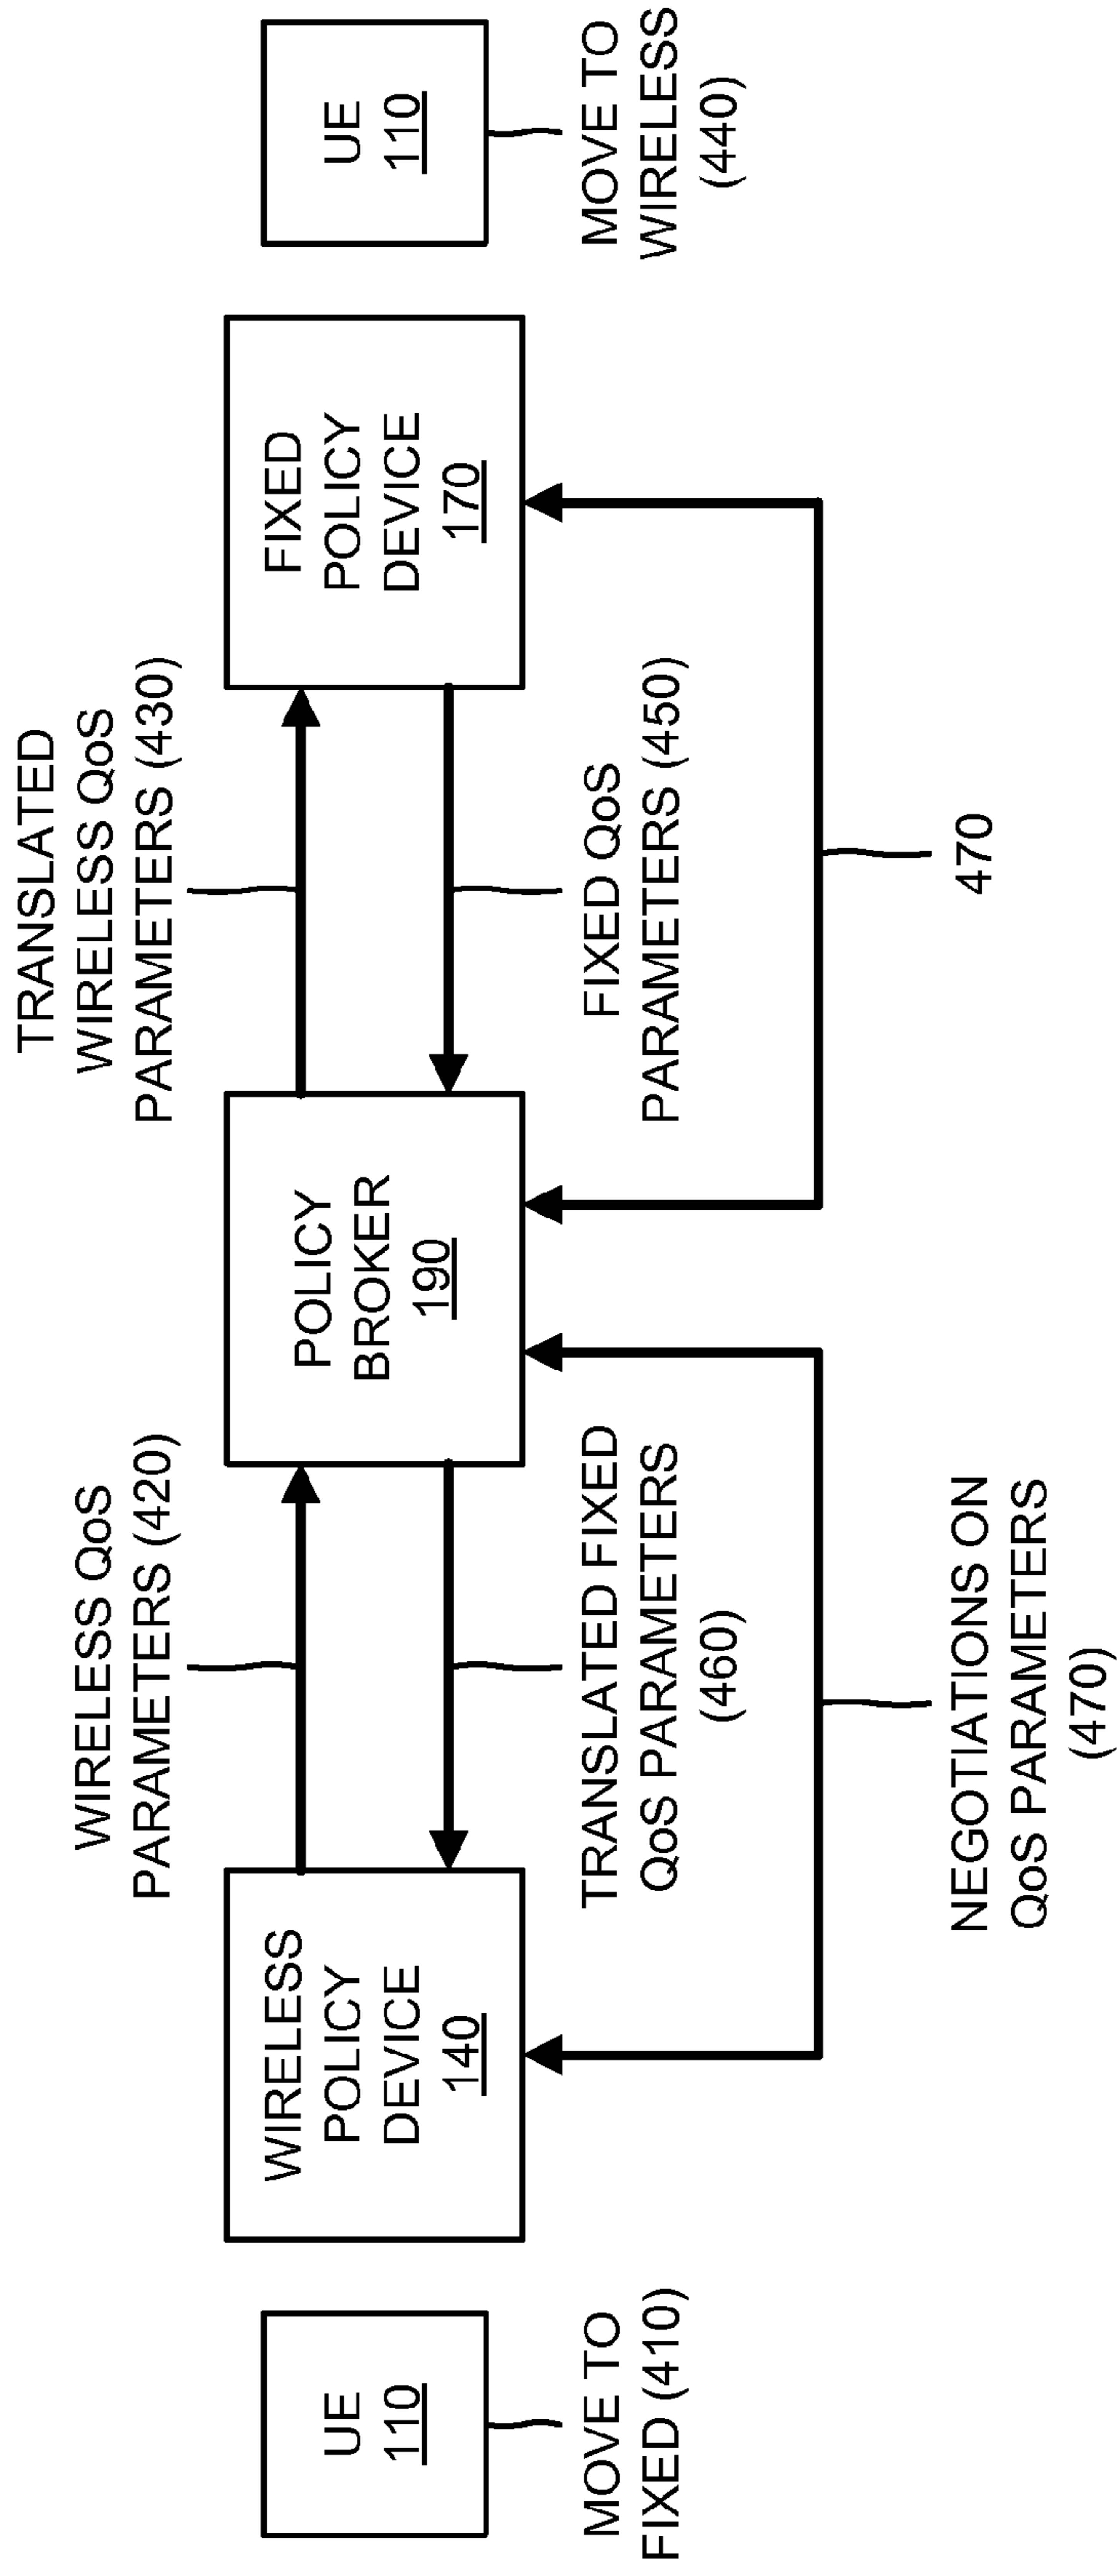 UE
110
MOVE TO
FIXED (410)
WIRELESS
POLICY
DEVICE
140
WIRELESS QoS
PARAMETERS (420)
TRANSLATED FIXED
QoS PARAMETERS
(460)
NEGOTIATIONS ON
QoS PARAMETERS
(470)
POLICY
BROKER
190
TRANSLATED
WIRELESS QoS
PARAMETERS (430)
FIXED QoS
PARAMETERS (450)
470
FIXED
POLICY
DEVICE
170
UE
110
MOVE TO
WIRELESS
(440)